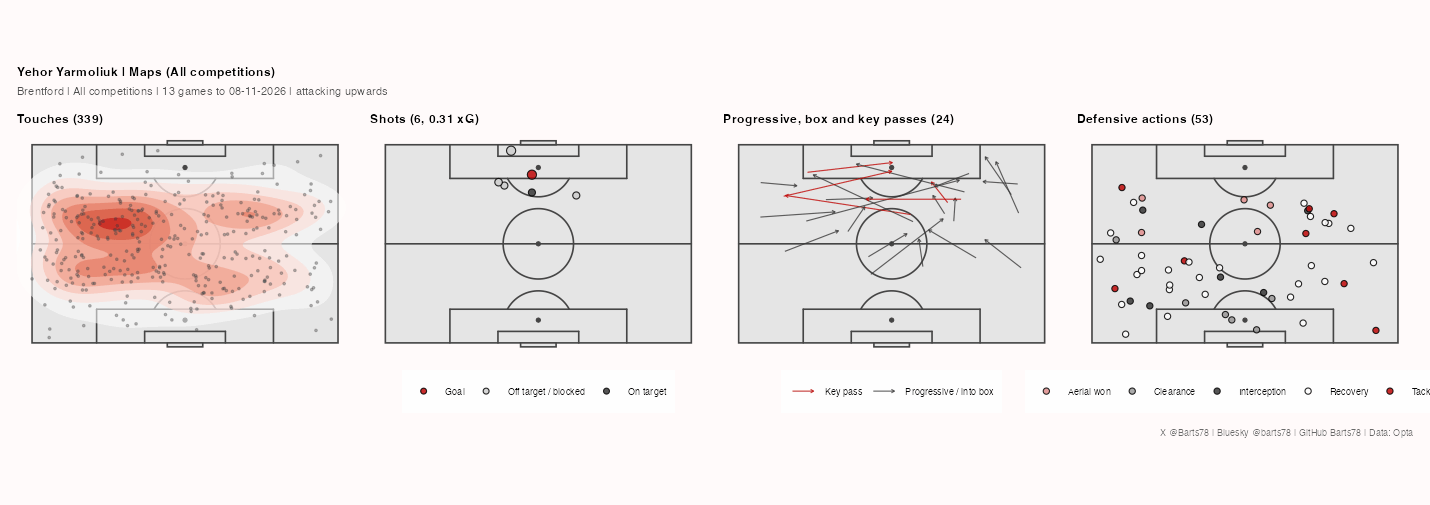 Yehor Yarmoliuk | Maps (All competitions)
Brentford | All competitions | 13 games to 08-11-2026 | attacking upwards
Touches (339)
Shots (6, 0.31 xG)
Progressive, box and key passes (24)
Defensive actions (53)
Goal
Off target / blocked
On target
Key pass
Progressive / into box
Aerial won
Clearance
Interception
Recovery
Tack
X @Barts78 | Bluesky @barts78 | GitHub Barts78 | Data: Opta